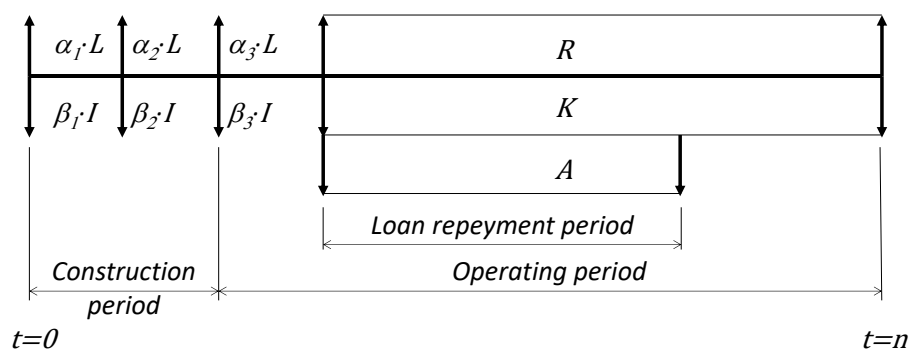 α₁·L α₂·L α₃·L R
β₁·I β₂·I β₃·I K
A
Loan repeyment period
Construction
period
Operating period
t=0
t=n